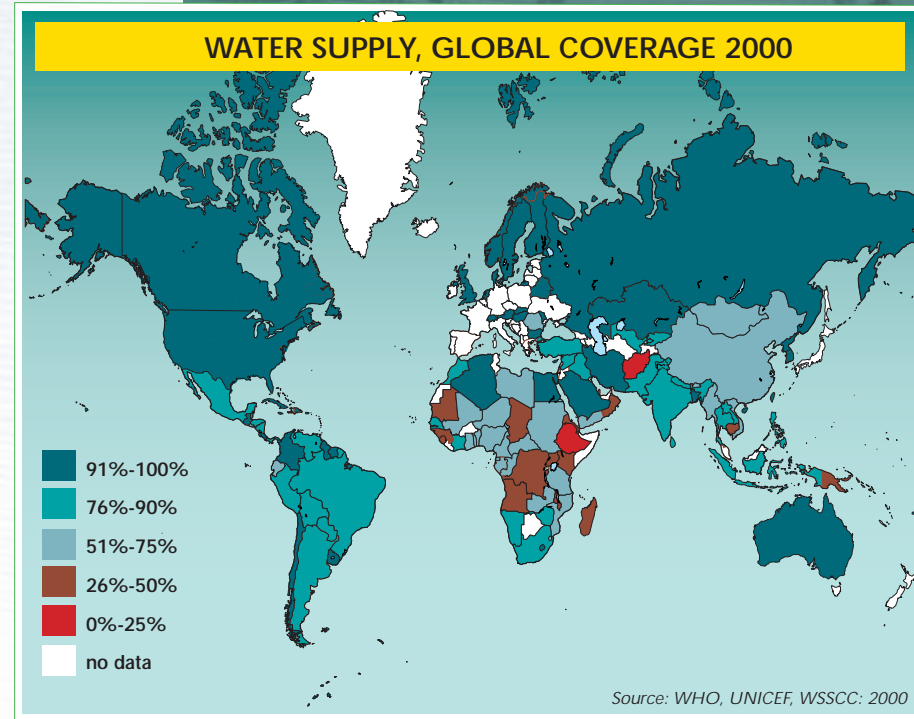 WATER SUPPLY, GLOBAL COVERAGE 2000
91%-100%
76%-90%
51%-75%
26%-50%
0%-25%
no data
Source: WHO, UNICEF, WSSCC: 2000